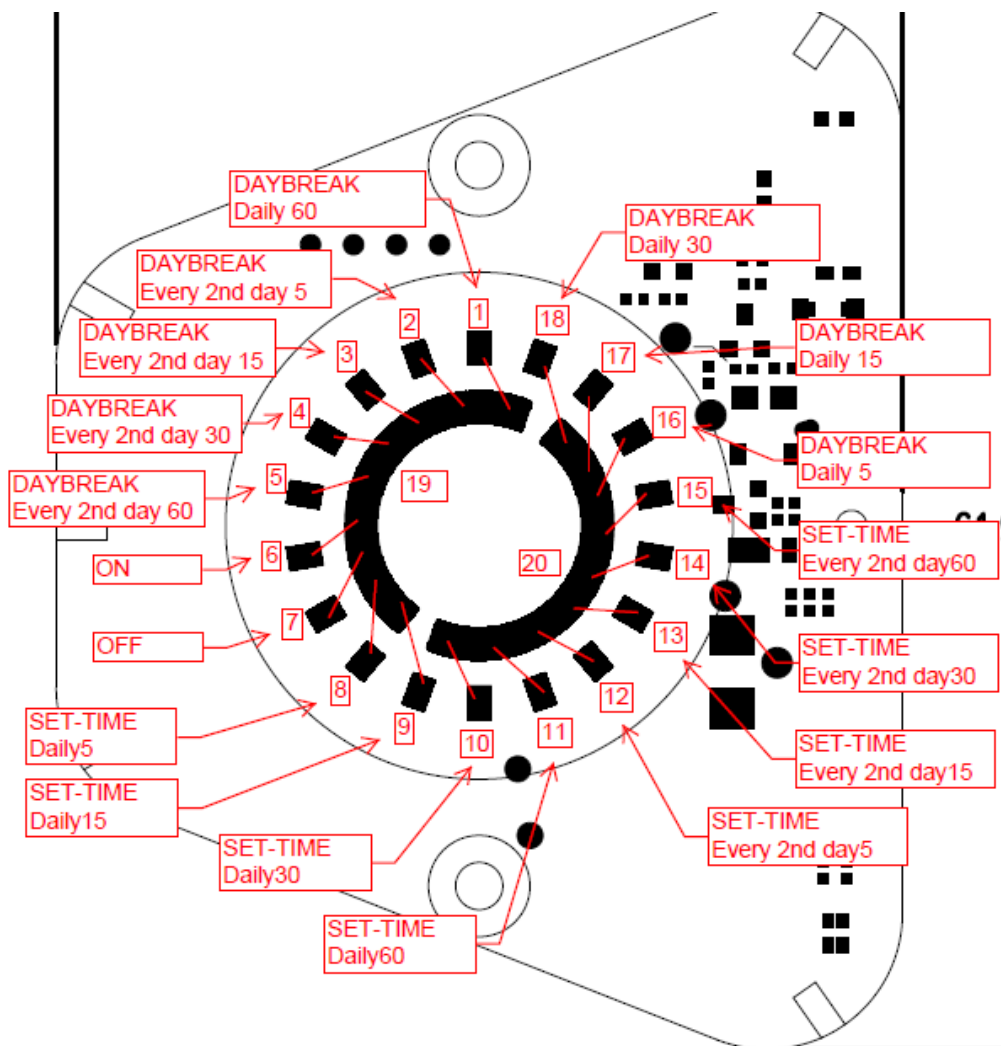 DAYBREAK
Daily 60
DAYBREAK
Daily 30
DAYBREAK
Every 2nd day 5
1
18
2
DAYBREAK
Every 2nd day 15
3
17
DAYBREAK
Daily 15
DAYBREAK
Every 2nd day 30
4
16
DAYBREAK
Daily 5
DAYBREAK
Every 2nd day 60
5
19
15
SET-TIME
Every 2nd day60
ON
6
20
14
OFF
7
13
SET-TIME
Every 2nd day30
SET-TIME
Daily5
8
12
SET-TIME
Every 2nd day15
9
10
11
SET-TIME
Daily15
SET-TIME
Daily30
SET-TIME
Every 2nd day5
SET-TIME
Daily60